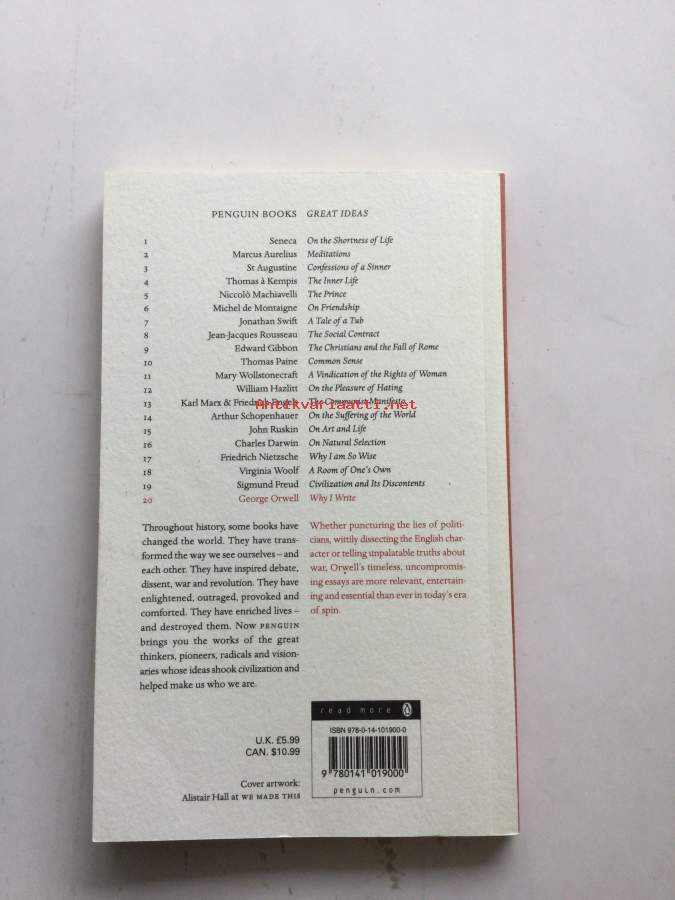 PENGUIN BOOKS GREAT IDEAS
1 Seneca On the Shortness of Life
2 Marcus Aurelius Meditations
3 St Augustine Confessions of a Sinner
4 Thomas à Kempis The Inner Life
5 Niccolò Machiavelli The Prince
6 Michel de Montaigne On Friendship
7 Jonathan Swift A Tale of a Tub
8 Jean-Jacques Rousseau The Social Contract
9 Edward Gibbon The Christians and the Fall of Rome
10 Thomas Paine Common Sense
11 Mary Wollstonecraft A Vindication of the Rights of Woman
12 William Hazlitt On the Pleasure of Hating
13 Karl Marx & Friedrich Engels The Communist Manifesto
Antikvariaatti.net
14 Arthur Schopenhauer On the Suffering of the World
15 John Ruskin On Art and Life
16 Charles Darwin On Natural Selection
17 Friedrich Nietzsche Why I am So Wise
18 Virginia Woolf A Room of One's Own
19 Sigmund Freud Civilization and Its Discontents
20 George Orwell Why I Write
Throughout history, some books have
changed the world. They have trans-
formed the way we see ourselves – and
each other. They have inspired debate,
dissent, war and revolution. They have
enlightened, outraged, provoked and
comforted. They have enriched lives –
and destroyed them. Now PENGUIN
brings you the works of the great
thinkers, pioneers, radicals and vision-
aries whose ideas shook civilization and
helped make us who we are.
Whether puncturing the lies of politi-
cians, wittily dissecting the English char-
acter or telling unpalatable truths about
war, Orwell's timeless, uncompromis-
ing essays are more relevant, entertain-
ing and essential than ever in today's era
of spin.
U.K. £5.99
CAN. $10.99
Cover artwork:
Alistair Hall at WE MADE THIS
read more
ISBN 978-0-14-101900-0
9 780141 019000
penguin.com